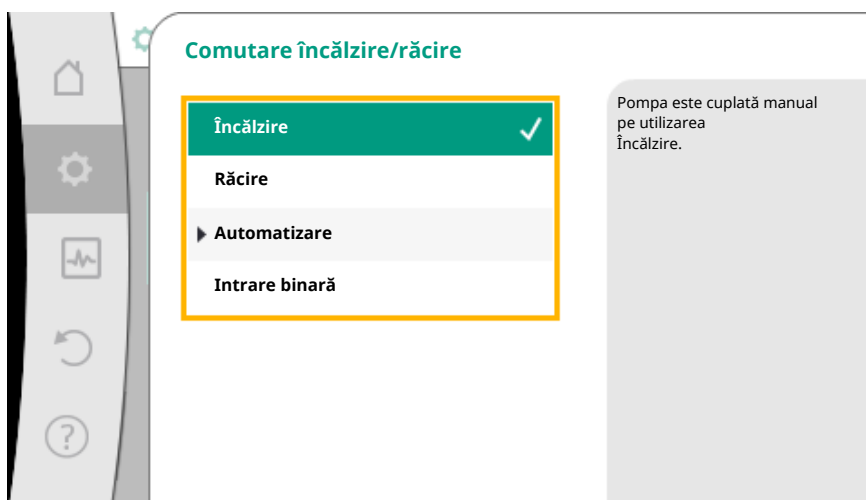 Comutare încălzire/răcire
Încălzire
Răcire
Automatizare
Intrare binară
Pompa este cuplată manual
pe utilizarea
Încălzire.
?